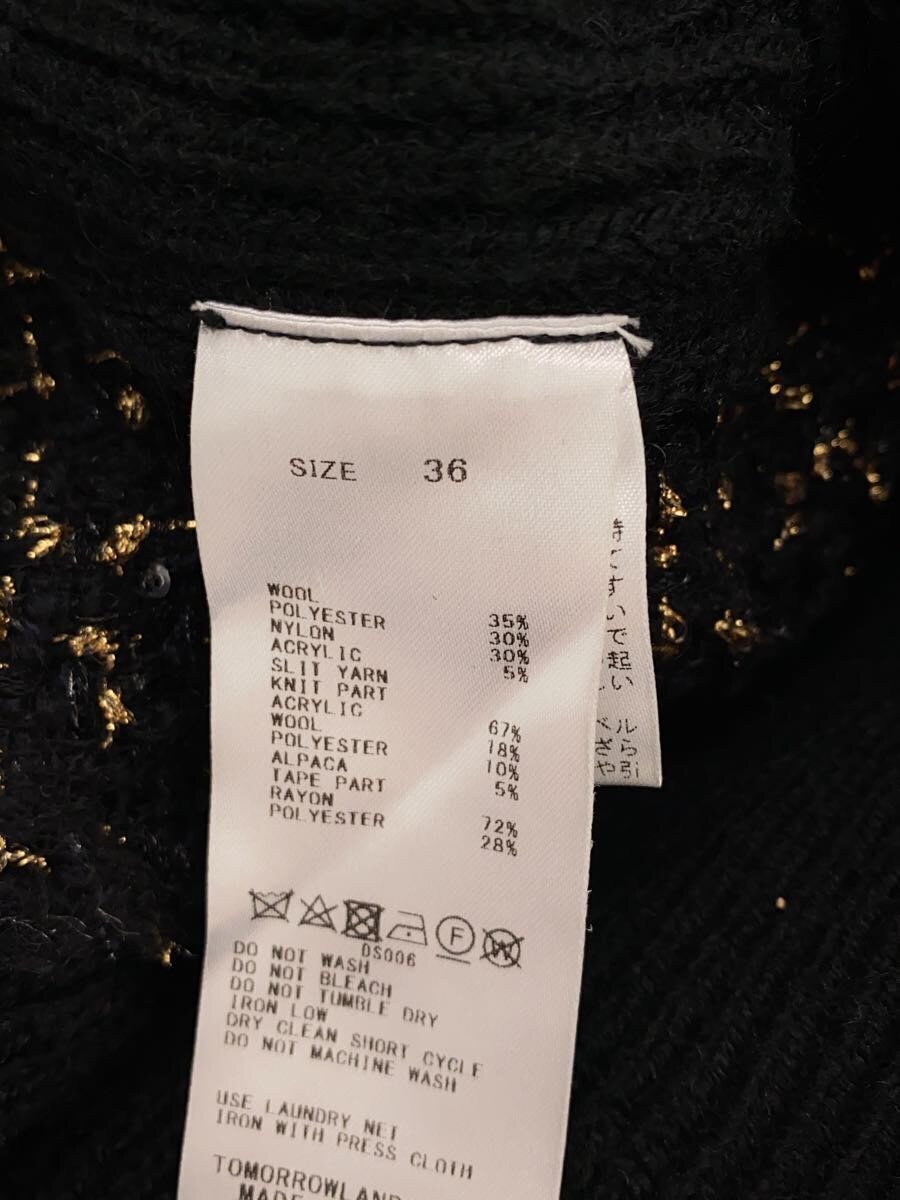 SIZE 36
WOOL 35%
POLYESTER 30%
NYLON 30%
ACRYLIC 5%
SLIT YARN
KNIT PART
ACRYLIC 67%
WOOL 18%
POLYESTER 10%
ALPACA 5%
TAPE PART
RAYON 72%
POLYESTER 28%
F
W
DS006
DO NOT WASH
DO NOT BLEACH
DO NOT TUMBLE DRY
IRON LOW
DRY CLEAN SHORT CYCLE
DO NOT MACHINE WASH
USE LAUNDRY NET
IRON WITH PRESS CLOTH
TOMORROWLAND
MADE